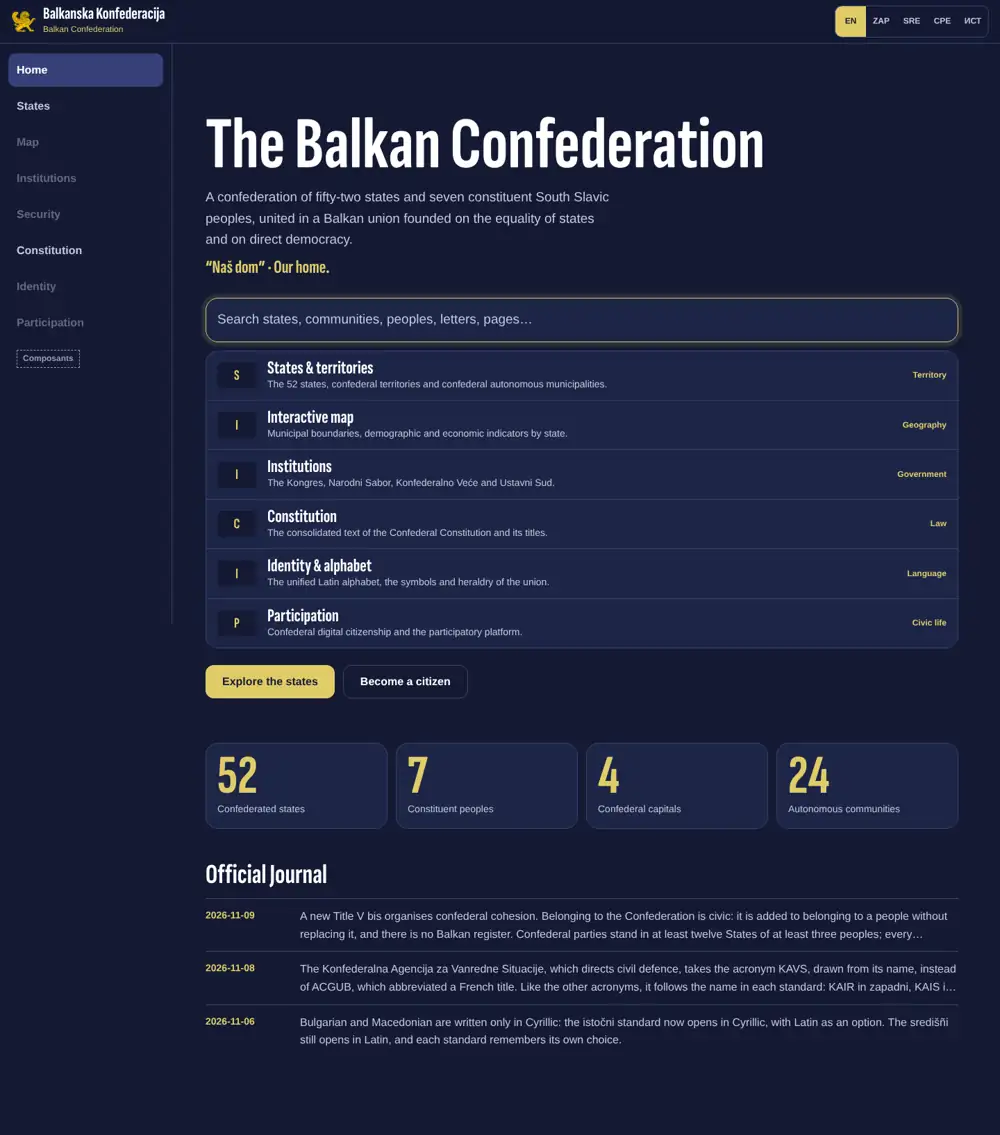 Balkanska Konfederacija
Balkan Confederation
EN ZAP SRE СРЕ ИСТ
Home
States
Map
Institutions
Security
Constitution
Identity
Participation
Composants
The Balkan Confederation
A confederation of fifty-two states and seven constituent South Slavic
peoples, united in a Balkan union founded on the equality of states
and on direct democracy.
“Naš dom” · Our home.
Search states, communities, peoples, letters, pages…
S
States & territories
The 52 states, confederal territories and confederal autonomous municipalities.
Territory
I
Interactive map
Municipal boundaries, demographic and economic indicators by state.
Geography
I
Institutions
The Kongres, Narodni Sabor, Konfederalno Veće and Ustavni Sud.
Government
C
Constitution
The consolidated text of the Confederal Constitution and its titles.
Law
I
Identity & alphabet
The unified Latin alphabet, the symbols and heraldry of the union.
Language
P
Participation
Confederal digital citizenship and the participatory platform.
Civic life
Explore the states
Become a citizen
52
Confederated states
7
Constituent peoples
4
Confederal capitals
24
Autonomous communities
Official Journal
2026-11-09
A new Title V bis organises confederal cohesion. Belonging to the Confederation is civic: it is added to belonging to a people without
replacing it, and there is no Balkan register. Confederal parties stand in at least twelve States of at least three peoples; every…
2026-11-08
The Konfederalna Agencija za Vanredne Situacije, which directs civil defence, takes the acronym KAVS, drawn from its name, instead
of ACGUB, which abbreviated a French title. Like the other acronyms, it follows the name in each standard: KAIR in zapadni, KAIS i…
2026-11-06
Bulgarian and Macedonian are written only in Cyrillic: the istočni standard now opens in Cyrillic, with Latin as an option. The središńi
still opens in Latin, and each standard remembers its own choice.